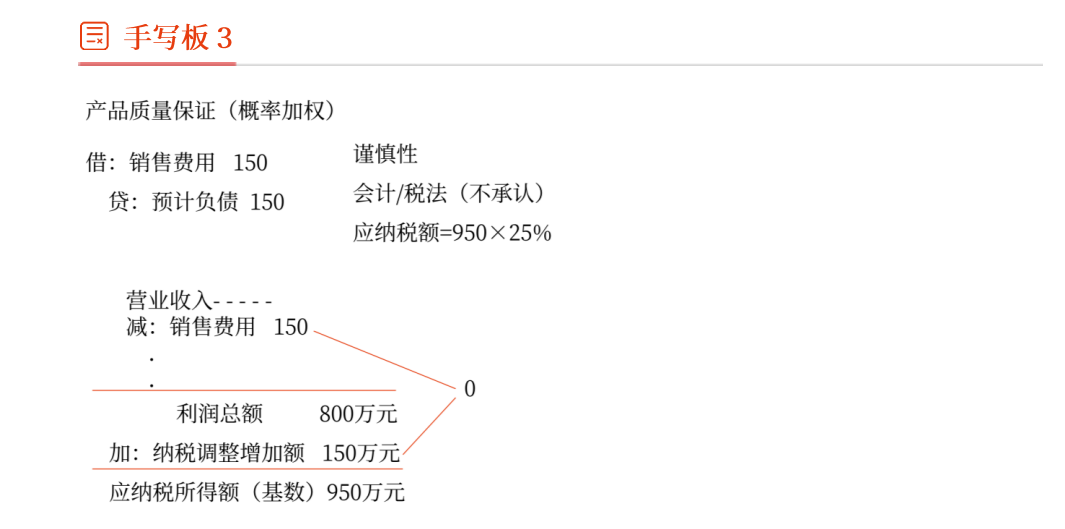 手写板 3
产品质量保证（概率加权）
借：销售费用 150
贷：预计负债 150
谨慎性
会计/税法（不承认）
应纳税额=950×25%
营业收入- - - - -
减：销售费用 150
.
.
0
利润总额 800万元
加：纳税调整增加额 150万元
应纳税所得额（基数）950万元